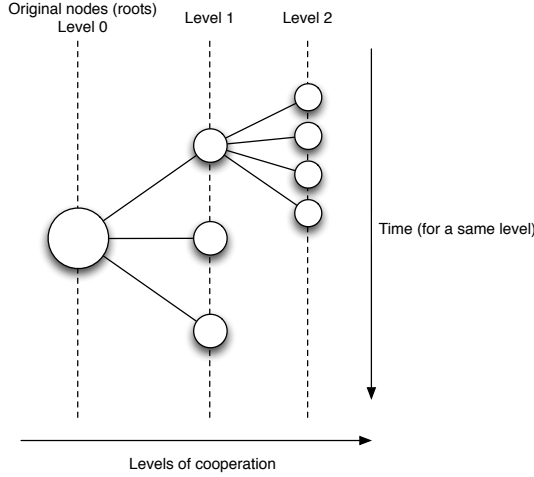 Original nodes (roots)
Level 0
Level 1
Level 2
Time (for a same level)
Levels of cooperation